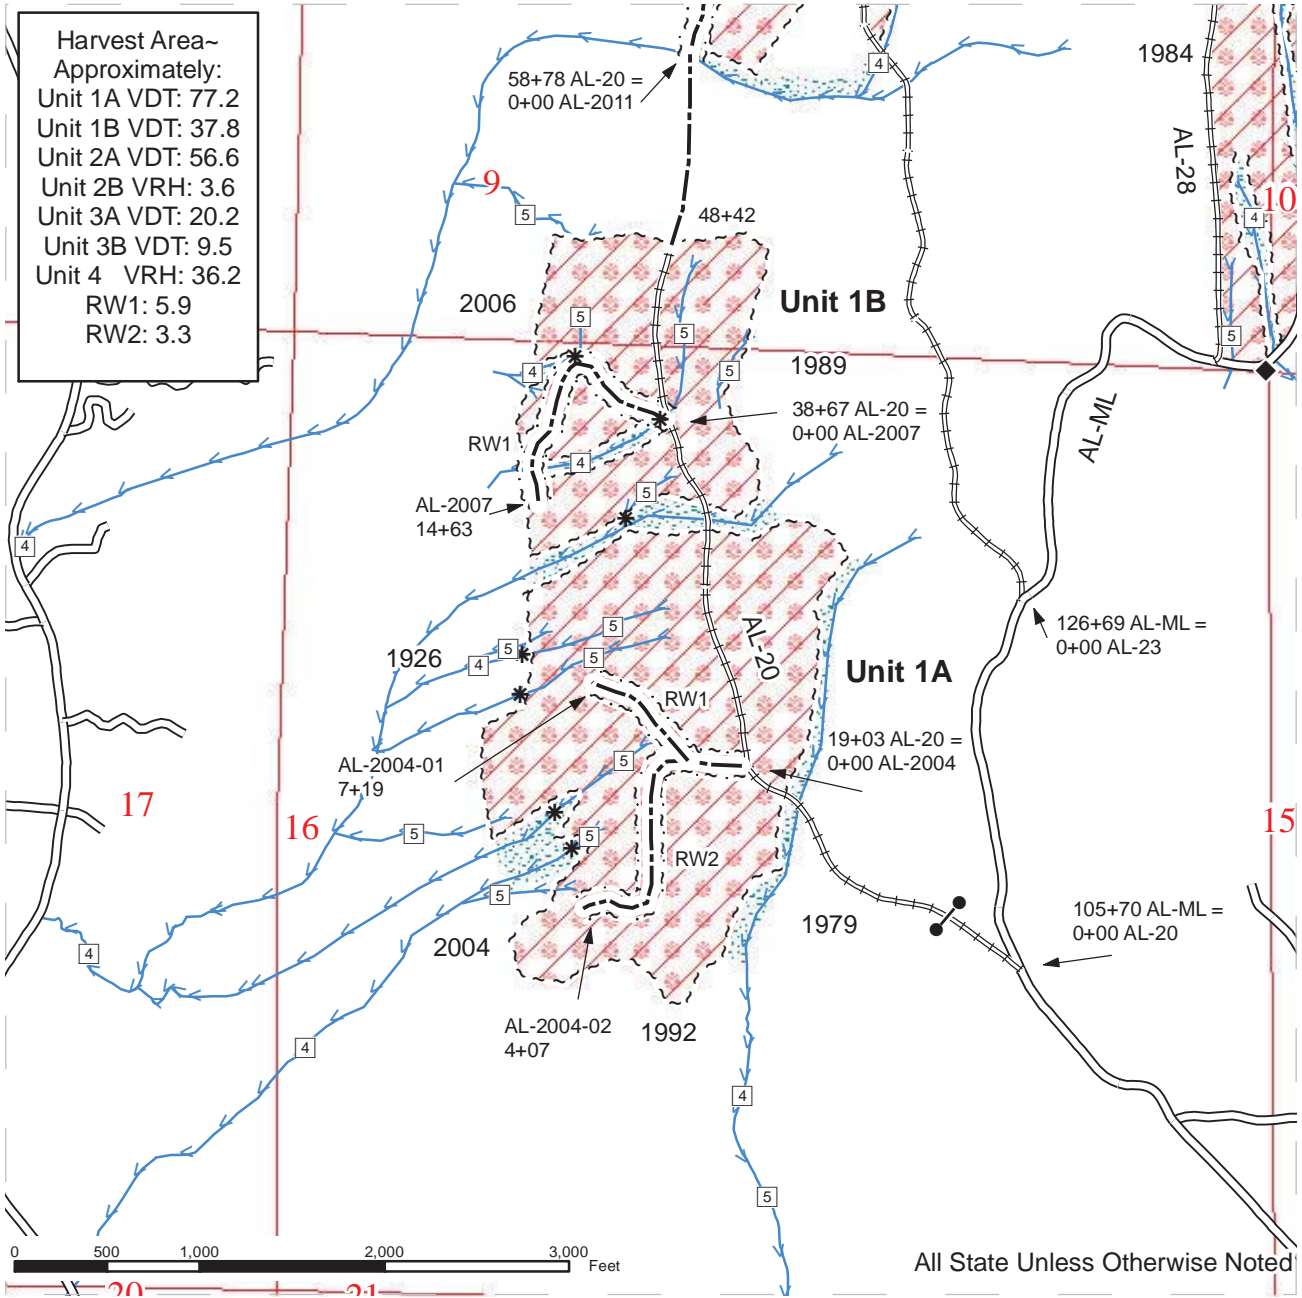 Harvest Area~
Approximately:
Unit 1A VDT: 77.2
Unit 1B VDT: 37.8
Unit 2A VDT: 56.6
Unit 2B VRH: 3.6
Unit 3A VDT: 20.2
Unit 3B VDT: 9.5
Unit 4 VRH: 36.2
RW1: 5.9
RW2: 3.3
58+78 AL-20 =
0+00 AL-2011
4
1984
AL-28
9
5
10
4
48+42
2006
Unit 1B
5
5
5
4
5
1989
38+67 AL-20 =
0+00 AL-2007
AL-ML
RW1
4
5
AL-2007
14+63
4
126+69 AL-ML =
0+00 AL-23
5
5
5
4
1926
AL-20
Unit 1A
RW1
19+03 AL-20 =
0+00 AL-2004
AL-2004-01
7+19
5
17
16
15
5
5
RW2
5
1979
105+70 AL-ML =
0+00 AL-20
2004
4
AL-2004-02
4+07
1992
4
4
5
0 500 1,000 2,000 3,000
Feet
All State Unless Otherwise Noted
20
21